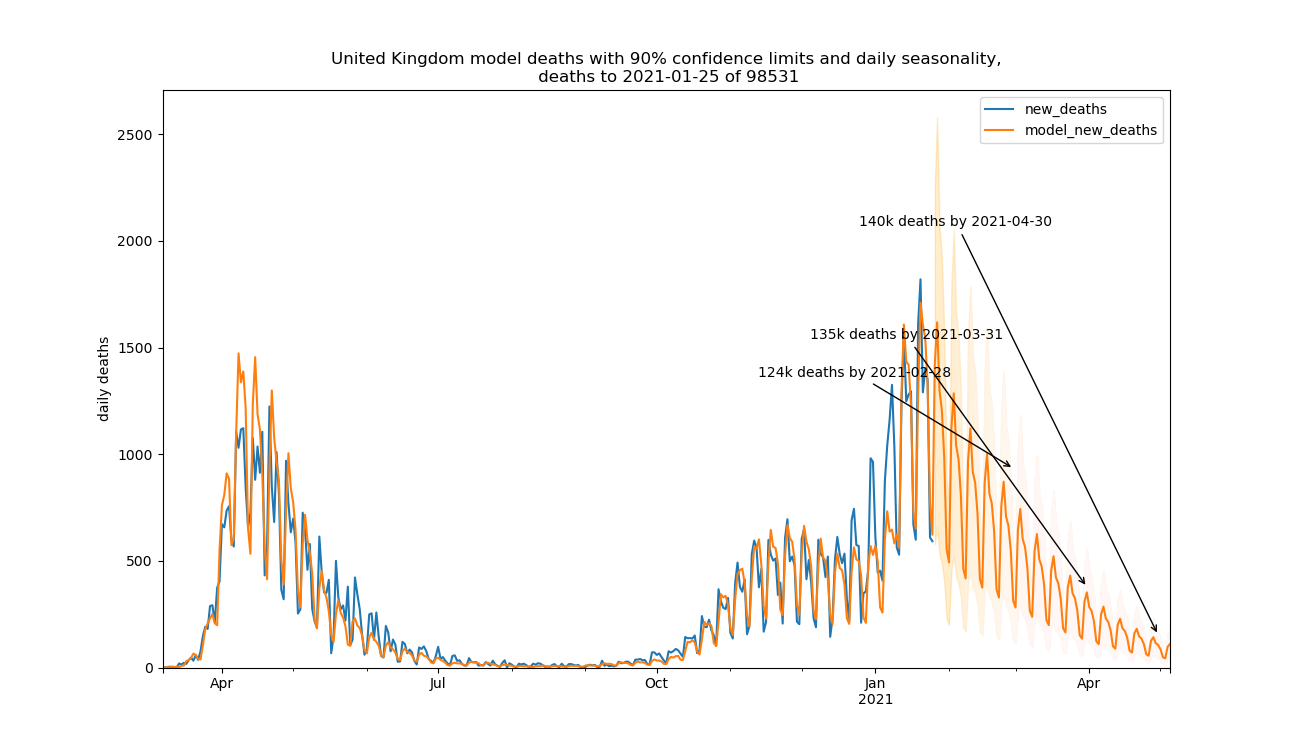 United Kingdom model deaths with 90% confidence limits and daily seasonality,
deaths to 2021-01-25 of 98531
new_deaths
model_new_deaths
daily deaths
2500
2000
1500
1000
500
0
140k deaths by 2021-04-30
135k deaths by 2021-03-31
124k deaths by 2021-02-28
Apr
Jul
Oct
Jan
2021
Apr